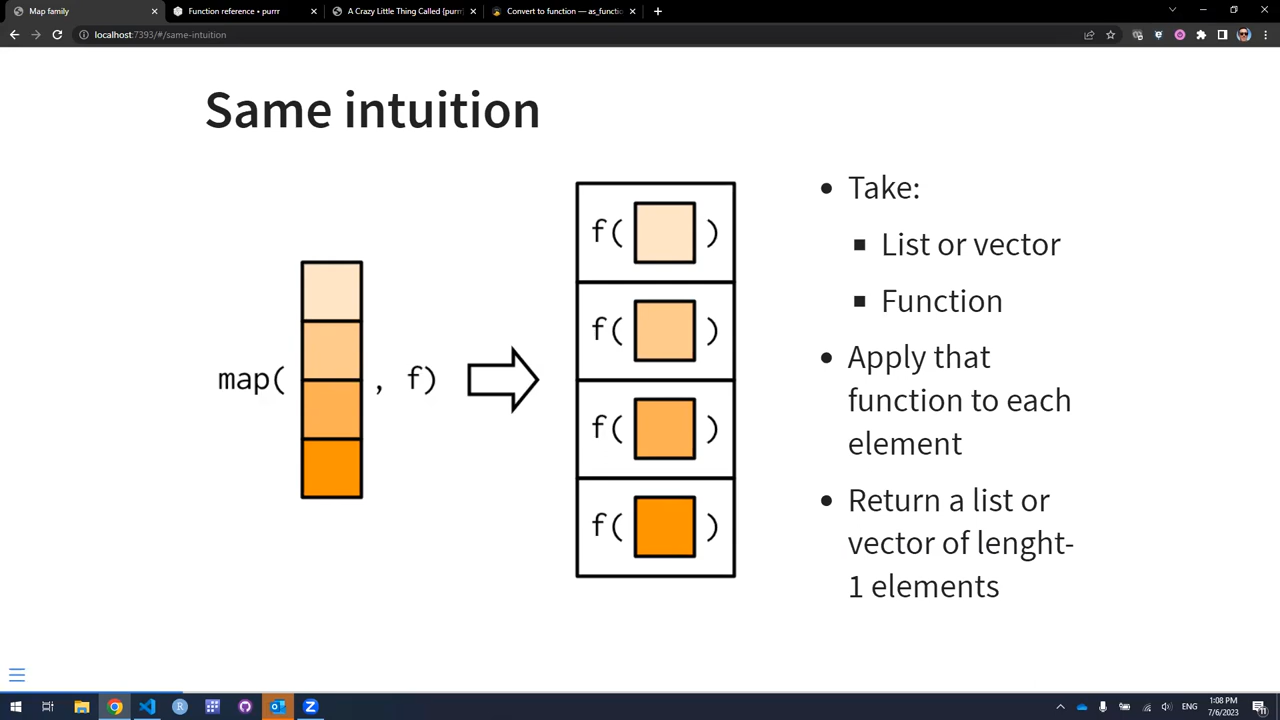 Map family
Function reference • purrr
A Crazy Little Thing Called {purrr
Convert to function — as_functio
localhost:7393/#/same-intuition
Same intuition
map(
, f)
f( )
f( )
f( )
f( )
• Take:
▪ List or vector
▪ Function
• Apply that
function to each
element
• Return a list or
vector of lenght-
1 elements
ENG
1:08 PM
7/6/2023